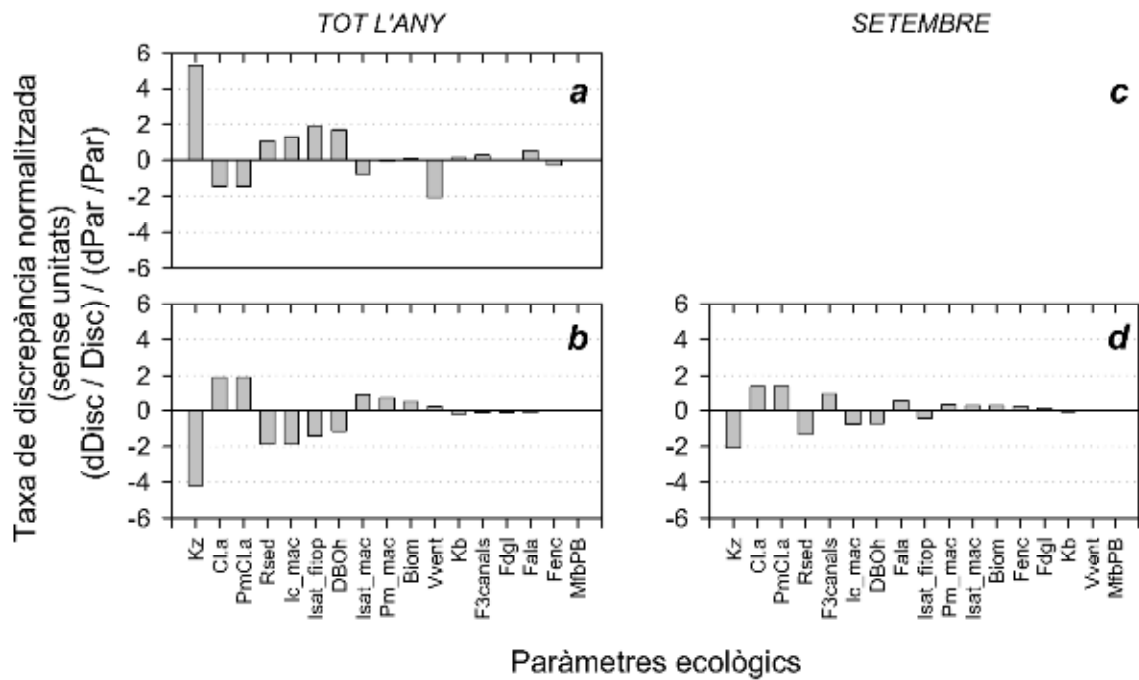 TOT L'ANY
SETEMBRE
Taxa de discrepància normalitzada
(sense unitats)
(dDisc / Disc) / (dPar /Par)
6
4
2
0
-2
-4
-6
a
c
6
4
2
0
-2
-4
-6
b
6
4
2
0
-2
-4
-6
d
Kz
Cl.a
PmCl.a
Rsed
Ic_mac
Isat_fitop
DBOh
Isat_mac
Pm_mac
Biom
Vvent
Kb
F3canals
Fdgl
Fala
Fenc
MfbPB
Kz
Cl.a
PmCl.a
Rsed
F3canals
Ic_mac
DBOh
Fala
Isat_fitop
Pm_mac
Isat_mac
Biom
Fenc
Fdgl
Kb
Vvent
MfbPB
Paràmetres ecològics